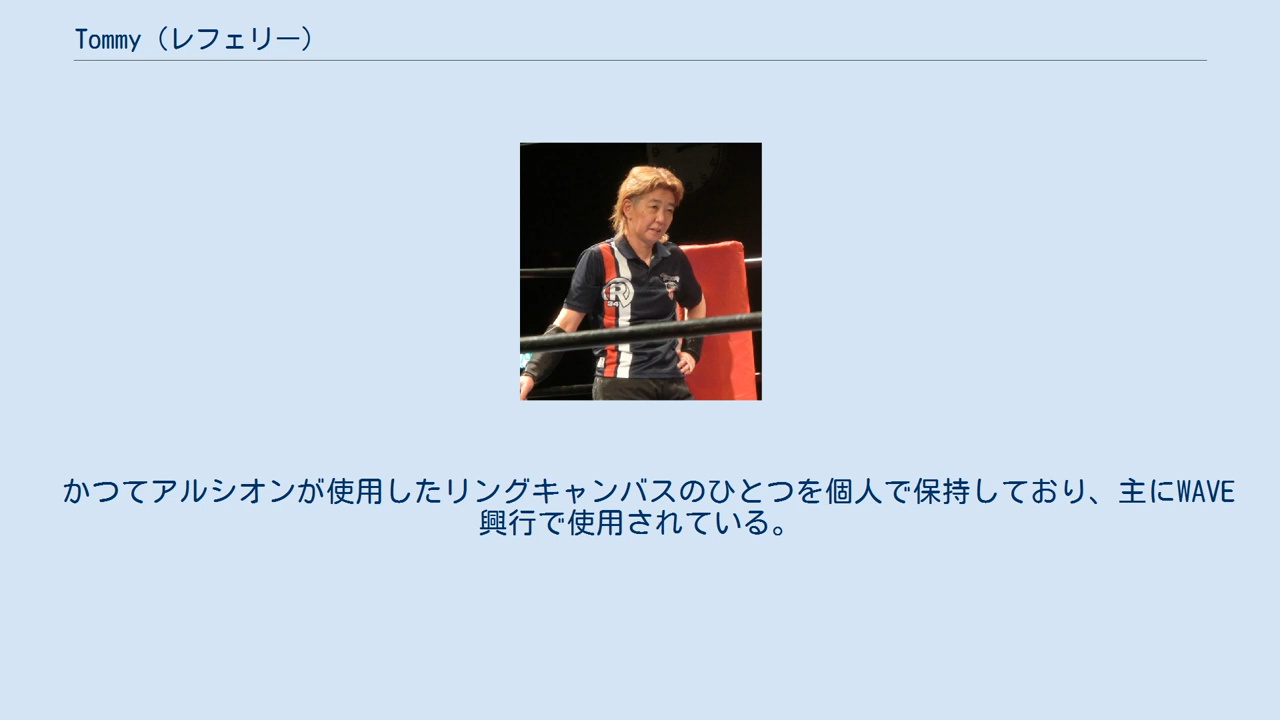 Tommy（レフェリー）
R
34
かつてアルシオンが使用したリングキャンバスのひとつを個人で保持しており、主にWAVE
興行で使用されている。